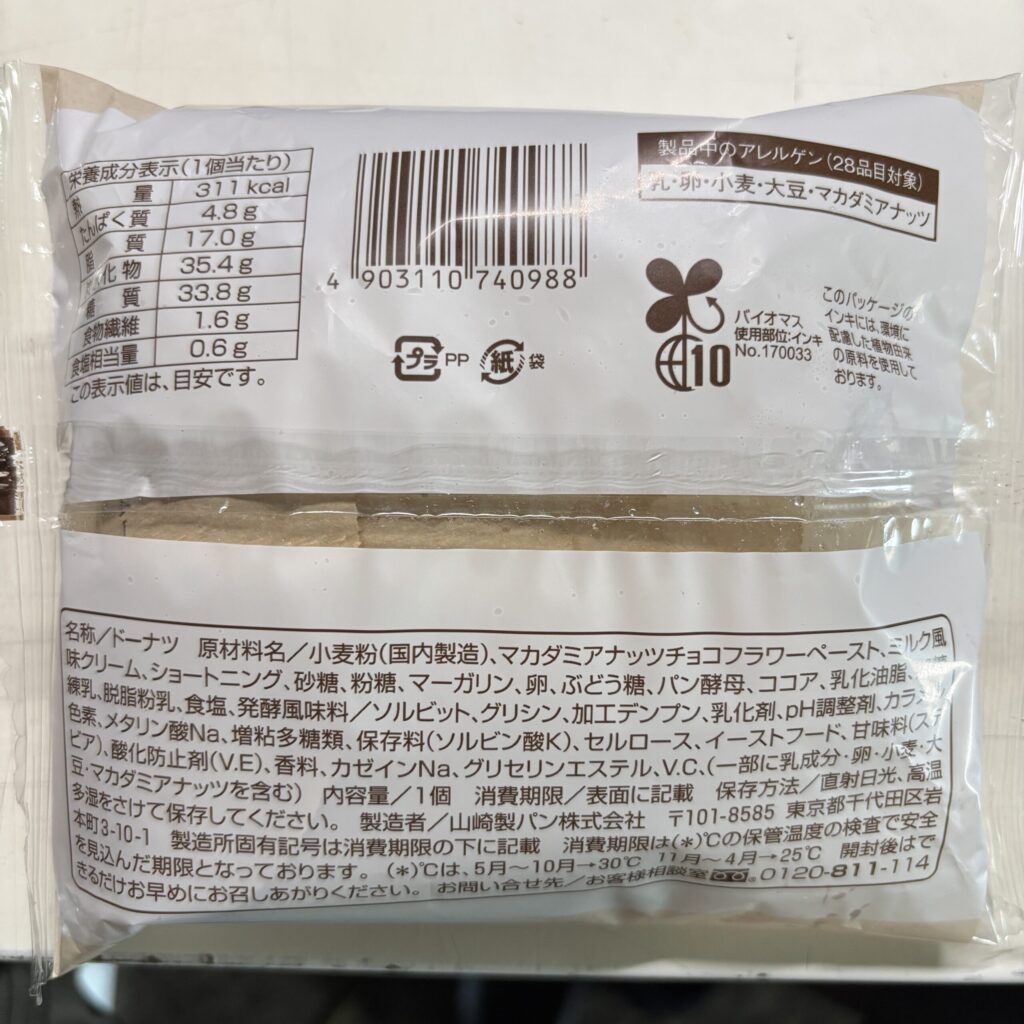 栄養成分表示(1個当たり)
熱 量 311 kcal
たんぱく質 4.8g
脂 質 17.0g
炭水化物 35.4g
糖 質 33.8g
食物繊維 1.6g
食塩相当量 0.6g
この表示値は、目安です。
4 903110 740988
プラ PP 紙 袋
製品中のアレルゲン(28品目対象)
乳・卵・小麦・大豆・マカダミアナッツ
バイオマス
使用部位:インキ
No.170033
10
このパッケージの
インキには、環境に
配慮した植物由来
の原料を使用して
おります。
名称/ドーナツ 原材料名/小麦粉(国内製造)、マカダミアナッツチョコフラワーペースト、ミルク風
味クリーム、ショートニング、砂糖、粉糖、マーガリン、卵、ぶどう糖、パン酵母、ココア、乳化油脂、
練乳、脱脂粉乳、食塩、発酵風味料/ソルビット、グリシン、加工デンプン、乳化剤、pH調整剤、カラメル
色素、メタリン酸Na、増粘多糖類、保存料(ソルビン酸K)、セルロース、イーストフード、甘味料(ステ
ビア)、酸化防止剤(V.E)、香料、カゼインNa、グリセリンエステル、V.C、(一部に乳成分・卵・小麦・大
豆・マカダミアナッツを含む) 内容量/1個 消費期限/表面に記載 保存方法/直射日光、高温
多湿をさけて保存してください。 製造者/山崎製パン株式会社 〒101-8585 東京都千代田区岩
本町3-10-1 製造所固有記号は消費期限の下に記載 消費期限は(*)℃の保管温度の検査で安全
を見込んだ期限となっております。(*)℃は、5月〜10月→30℃ 11月〜4月→25℃ 開封後はで
きるだけお早めにお召しあがりください。 お問い合せ先/お客様相談室 0120-811-114